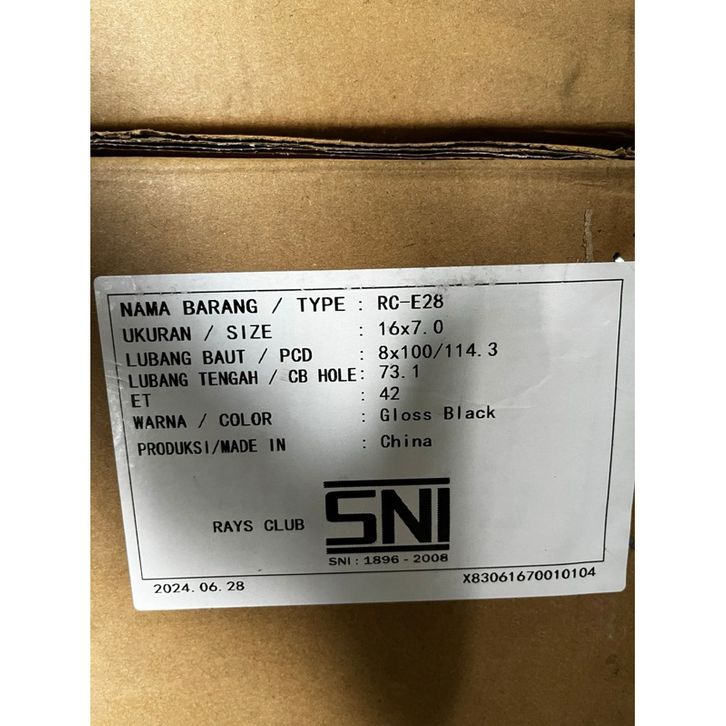 NAMA BARANG / TYPE : RC-E28
UKURAN / SIZE : 16x7.0
LUBANG BAUT / PCD : 8x100/114.3
LUBANG TENGAH / CB HOLE: 73.1
ET : 42
WARNA / COLOR : Gloss Black
PRODUKSI/MADE IN : China
RAYS CLUB
SNI
SNI : 1896 - 2008
2024.06.28
X83061670010104